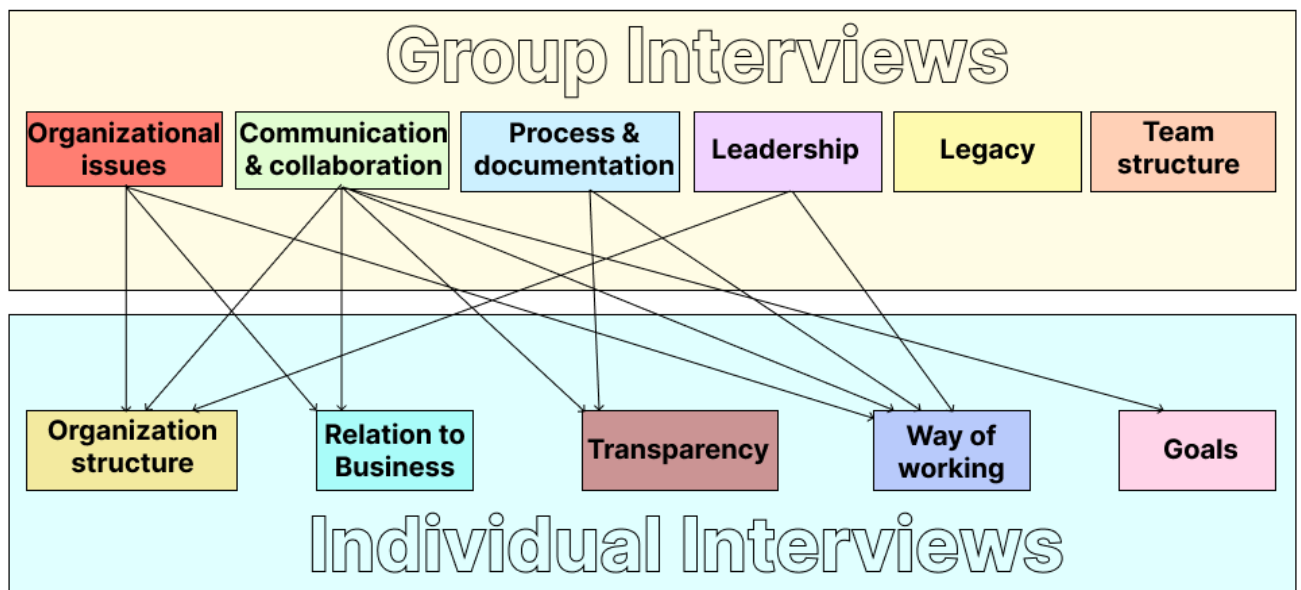 Group Interviews
Organizational
issues
Communication
& collaboration
Process &
documentation
Leadership
Legacy
Team
structure
Organization
structure
Relation to
Business
Transparency
Way of
working
Goals
Individual Interviews